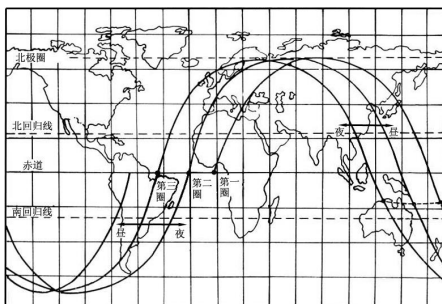 北极圈
北回归线
夜 昼
赤道
第三圈 第二圈 第一圈
南回归线
昼 夜